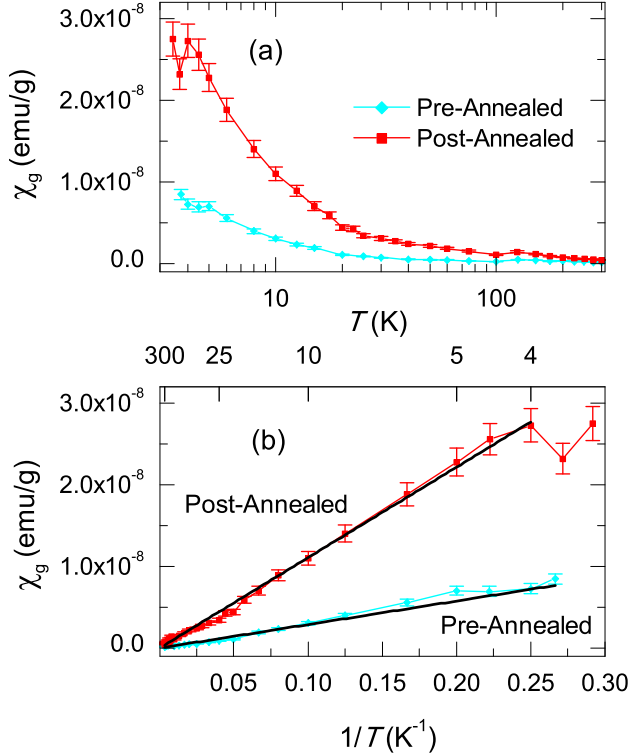 3.0x10⁻⁸
(a)
2.0x10⁻⁸
Pre-Annealed
Post-Annealed
1.0x10⁻⁸
0.0
χg (emu/g)
10 100
T (K)
300 25 10 5 4
3.0x10⁻⁸
(b)
2.0x10⁻⁸
Post-Annealed
1.0x10⁻⁸
Pre-Annealed
0.0
χg (emu/g)
0.05 0.10 0.15 0.20 0.25 0.30
1/T (K⁻¹)